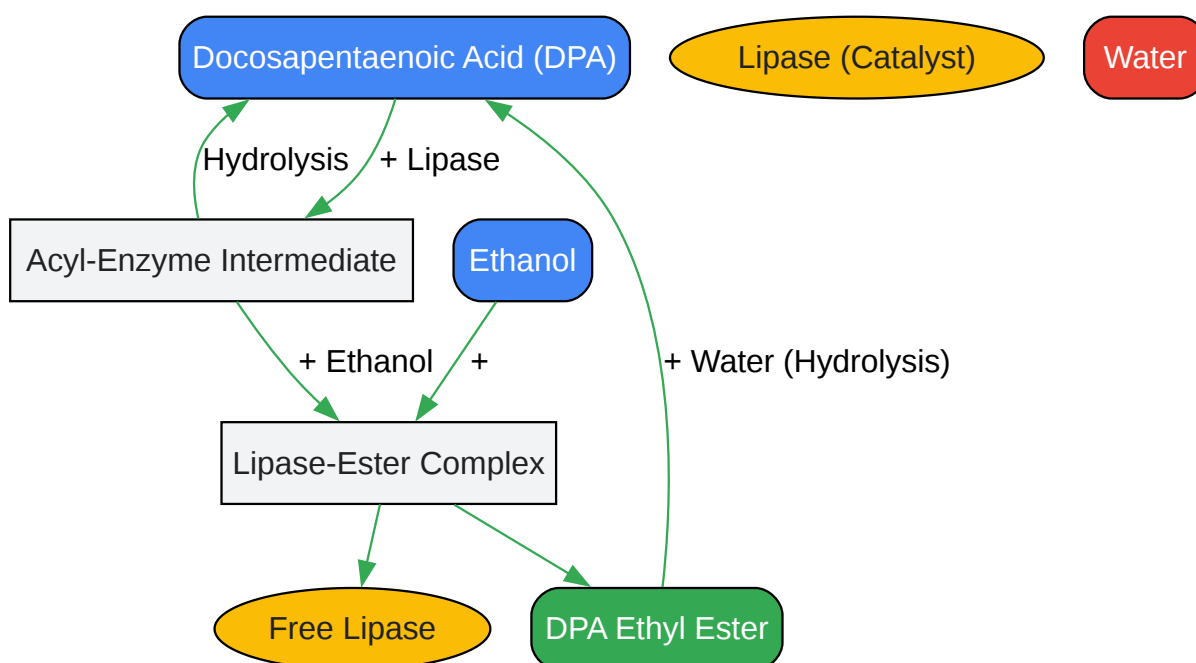 Docosapentaenoic Acid (DPA)
Lipase (Catalyst)
Water
Hydrolysis
+ Lipase
Acyl-Enzyme Intermediate
Ethanol
+ Ethanol
+
+ Water (Hydrolysis)
Lipase-Ester Complex
Free Lipase
DPA Ethyl Ester